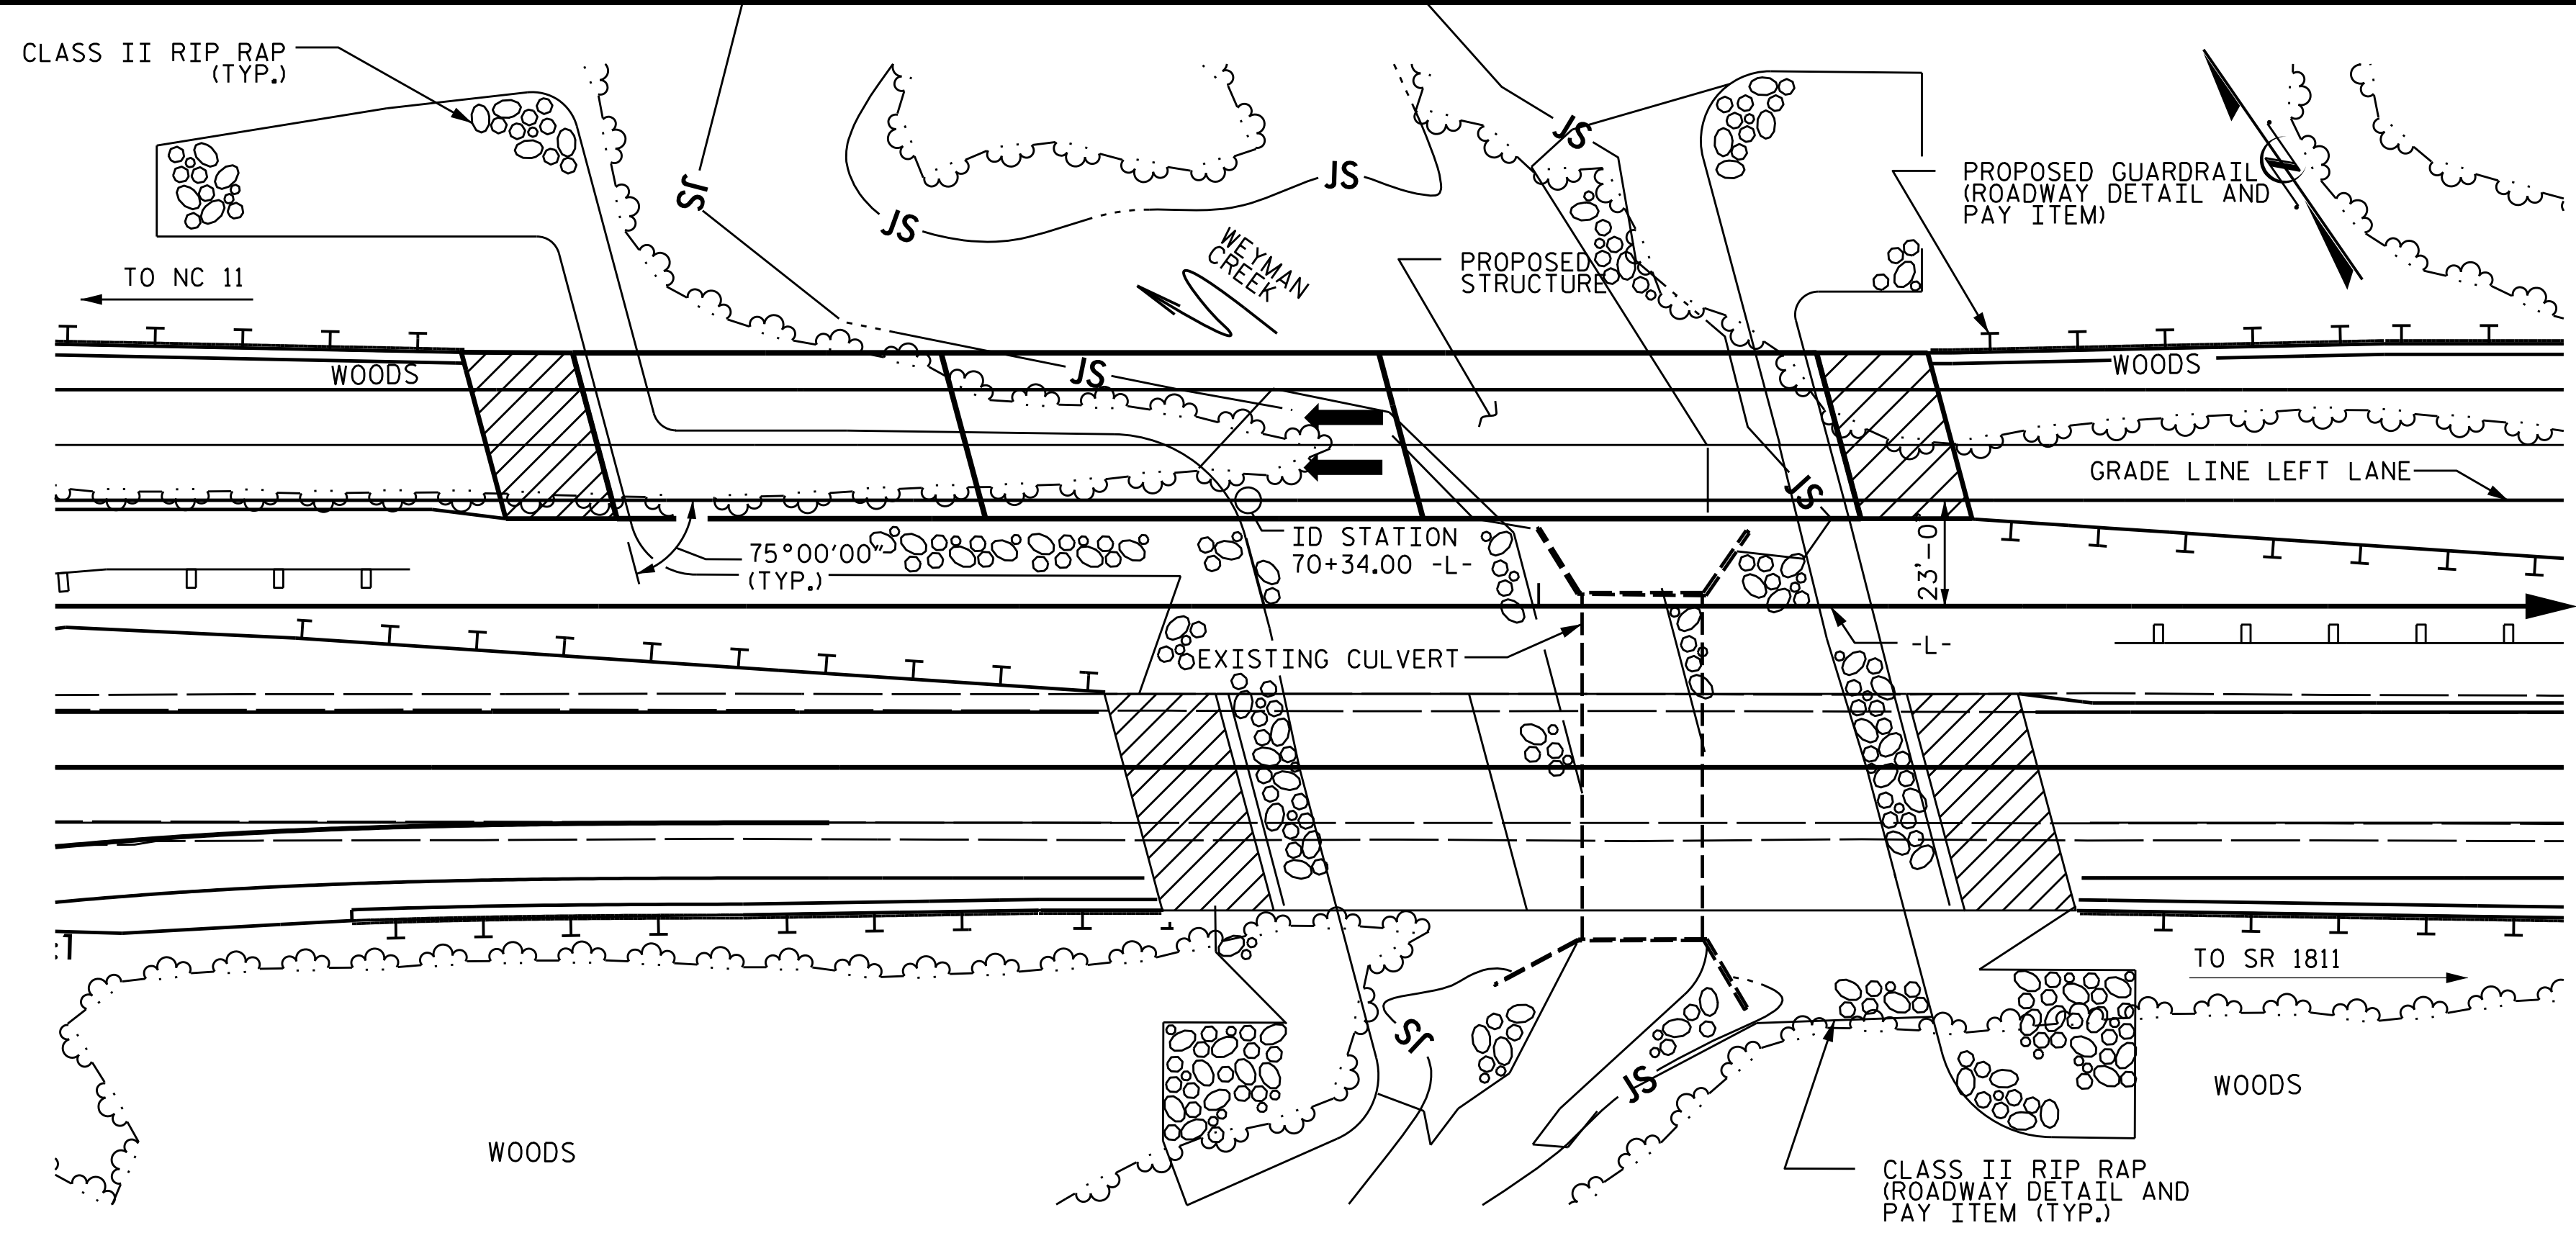 CLASS II RIP RAP
(TYP.)
TO NC 11
WOODS
JS
JS
JS
JS
JS
WEYMAN
CREEK
PROPOSED
STRUCTURE
PROPOSED GUARDRAIL
(ROADWAY DETAIL AND
PAY ITEM)
N
WOODS
GRADE LINE LEFT LANE
JS
75°00'00"
(TYP.)
ID STATION
70+34.00 -L-
23'-0"
EXISTING CULVERT
-L-
TO SR 1811
JS
JS
WOODS
WOODS
CLASS II RIP RAP
(ROADWAY DETAIL AND
PAY ITEM (TYP.)